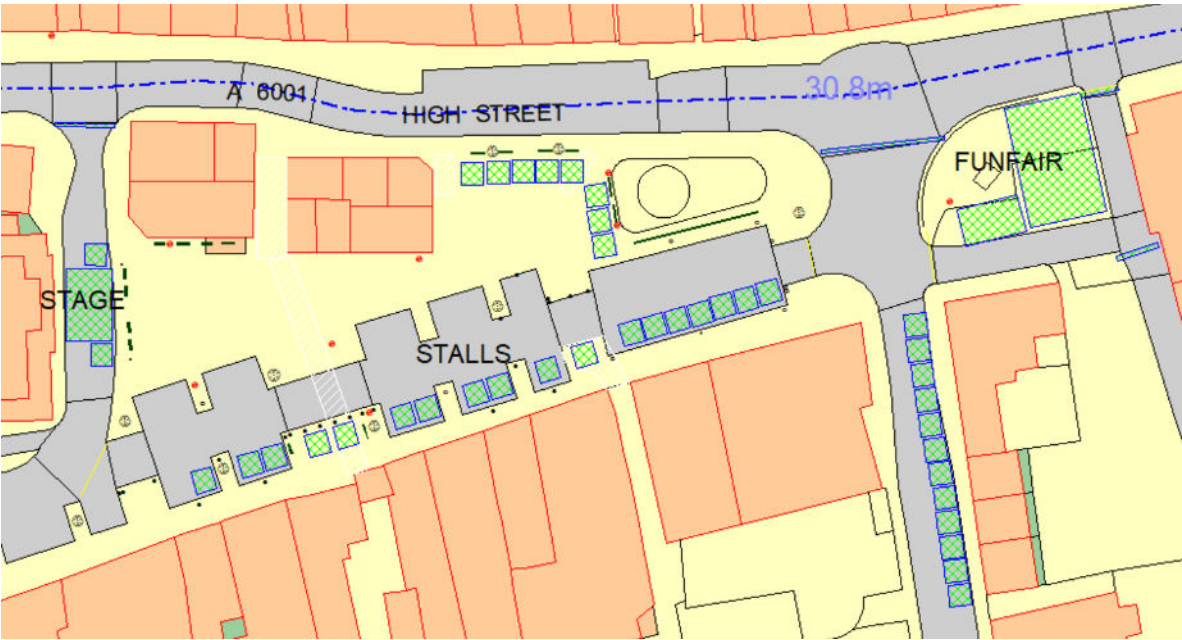 A 6001
HIGH STREET
30.8m
FUNFAIR
STAGE
STALLS